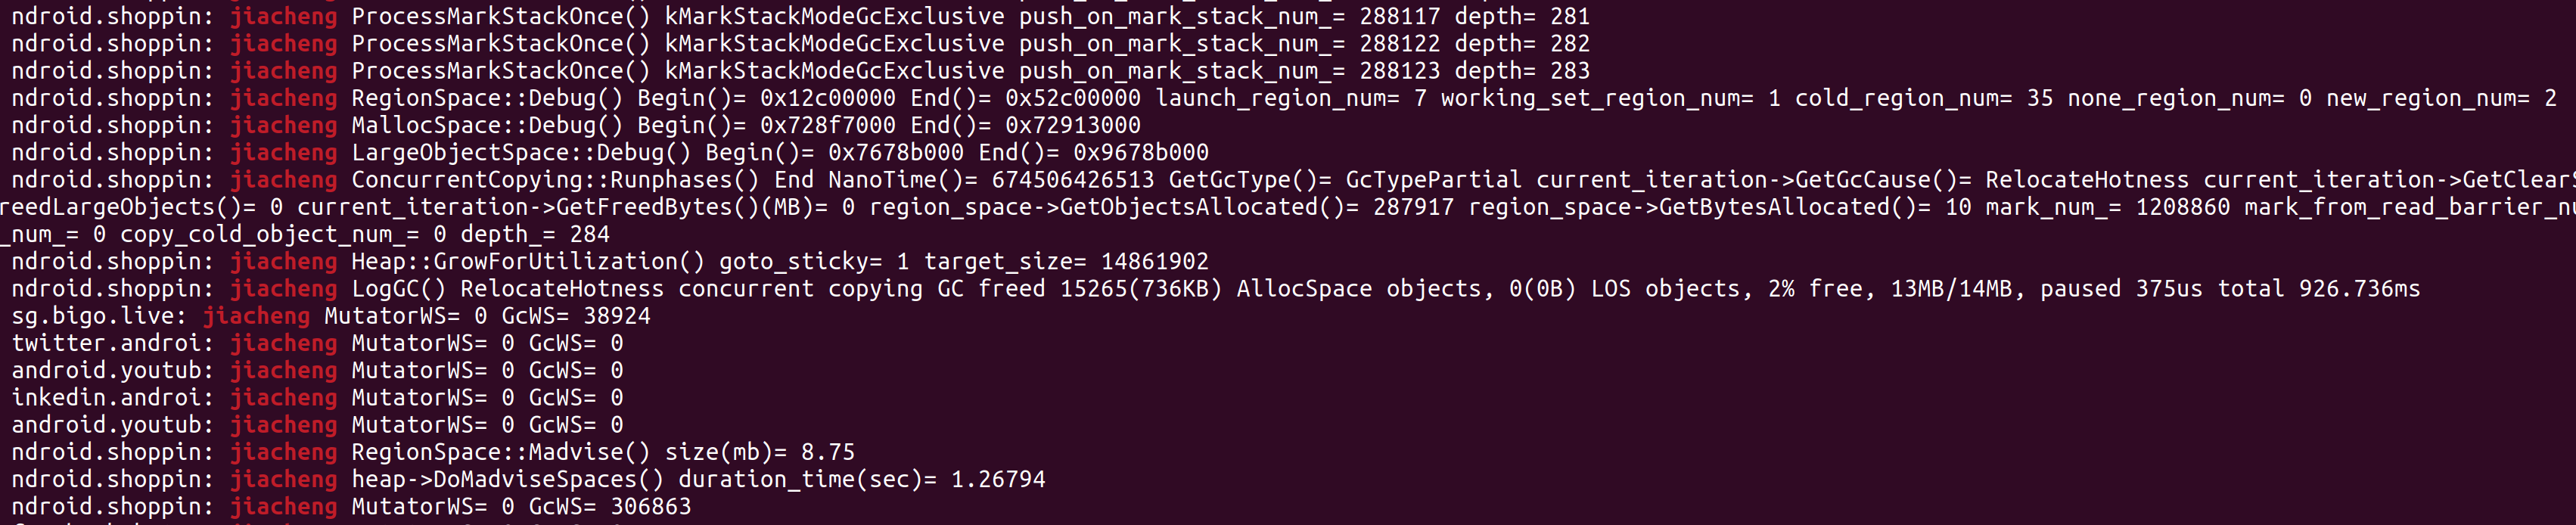 ndroid.shoppin: jiacheng ProcessMarkStackOnce() kMarkStackModeGcExclusive push_on_mark_stack_num_= 288117 depth= 281
ndroid.shoppin: jiacheng ProcessMarkStackOnce() kMarkStackModeGcExclusive push_on_mark_stack_num_= 288122 depth= 282
ndroid.shoppin: jiacheng ProcessMarkStackOnce() kMarkStackModeGcExclusive push_on_mark_stack_num_= 288123 depth= 283
ndroid.shoppin: jiacheng RegionSpace::Debug() Begin()= 0x12c00000 End()= 0x52c00000 launch_region_num= 7 working_set_region_num= 1 cold_region_num= 35 none_region_num= 0 new_region_num= 2
ndroid.shoppin: jiacheng MallocSpace::Debug() Begin()= 0x728f7000 End()= 0x72913000
ndroid.shoppin: jiacheng LargeObjectSpace::Debug() Begin()= 0x7678b000 End()= 0x9678b000
ndroid.shoppin: jiacheng ConcurrentCopying::Runphases() End NanoTime()= 674506426513 GetGcType()= GcTypePartial current_iteration->GetGcCause()= RelocateHotness current_iteration->GetClearS
reedLargeObjects()= 0 current_iteration->GetFreedBytes()(MB)= 0 region_space->GetObjectsAllocated()= 287917 region_space->GetBytesAllocated()= 10 mark_num_= 1208860 mark_from_read_barrier_nu
_num_= 0 copy_cold_object_num_= 0 depth_= 284
ndroid.shoppin: jiacheng Heap::GrowForUtilization() goto_sticky= 1 target_size= 14861902
ndroid.shoppin: jiacheng LogGC() RelocateHotness concurrent copying GC freed 15265(736KB) AllocSpace objects, 0(0B) LOS objects, 2% free, 13MB/14MB, paused 375us total 926.736ms
sg.bigo.live: jiacheng MutatorWS= 0 GcWS= 38924
twitter.androi: jiacheng MutatorWS= 0 GcWS= 0
android.youtub: jiacheng MutatorWS= 0 GcWS= 0
inkedin.androi: jiacheng MutatorWS= 0 GcWS= 0
android.youtub: jiacheng MutatorWS= 0 GcWS= 0
ndroid.shoppin: jiacheng RegionSpace::Madvise() size(mb)= 8.75
ndroid.shoppin: jiacheng heap->DoMadviseSpaces() duration_time(sec)= 1.26794
ndroid.shoppin: jiacheng MutatorWS= 0 GcWS= 306863